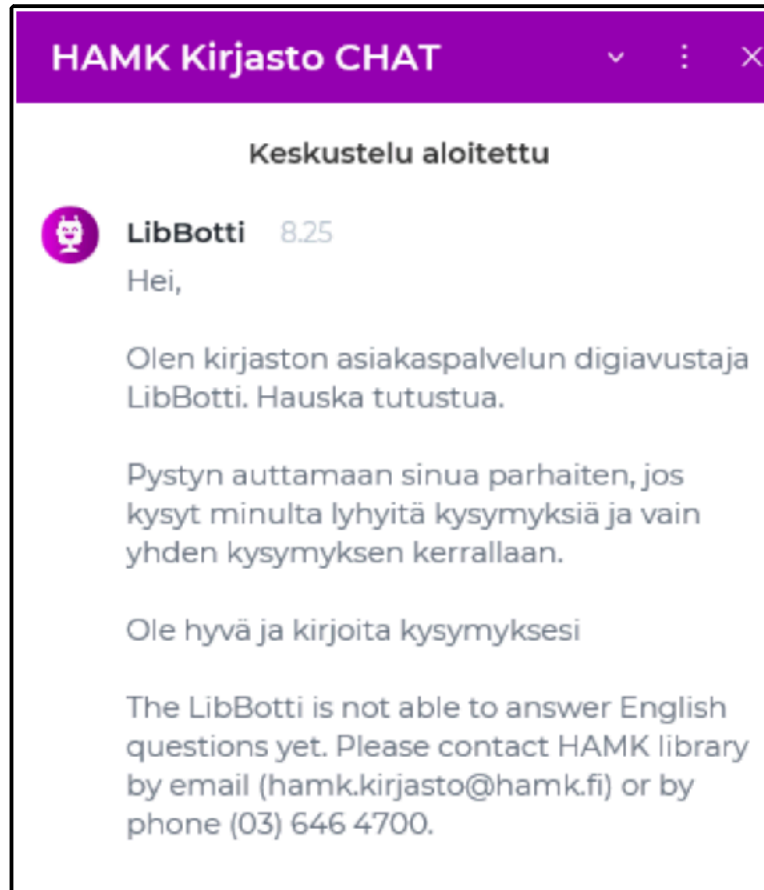 HAMK Kirjasto CHAT
Keskustelu aloitettu
LibBotti 8.25
Hei,
Olen kirjaston asiakaspalvelun digiavustaja
LibBotti. Hauska tutustua.
Pystyn auttamaan sinua parhaiten, jos
kysyt minulta lyhyitä kysymyksiä ja vain
yhden kysymyksen kerrallaan.
Ole hyvä ja kirjoita kysymyksesi
The LibBotti is not able to answer English
questions yet. Please contact HAMK library
by email (hamk.kirjasto@hamk.fi) or by
phone (03) 646 4700.